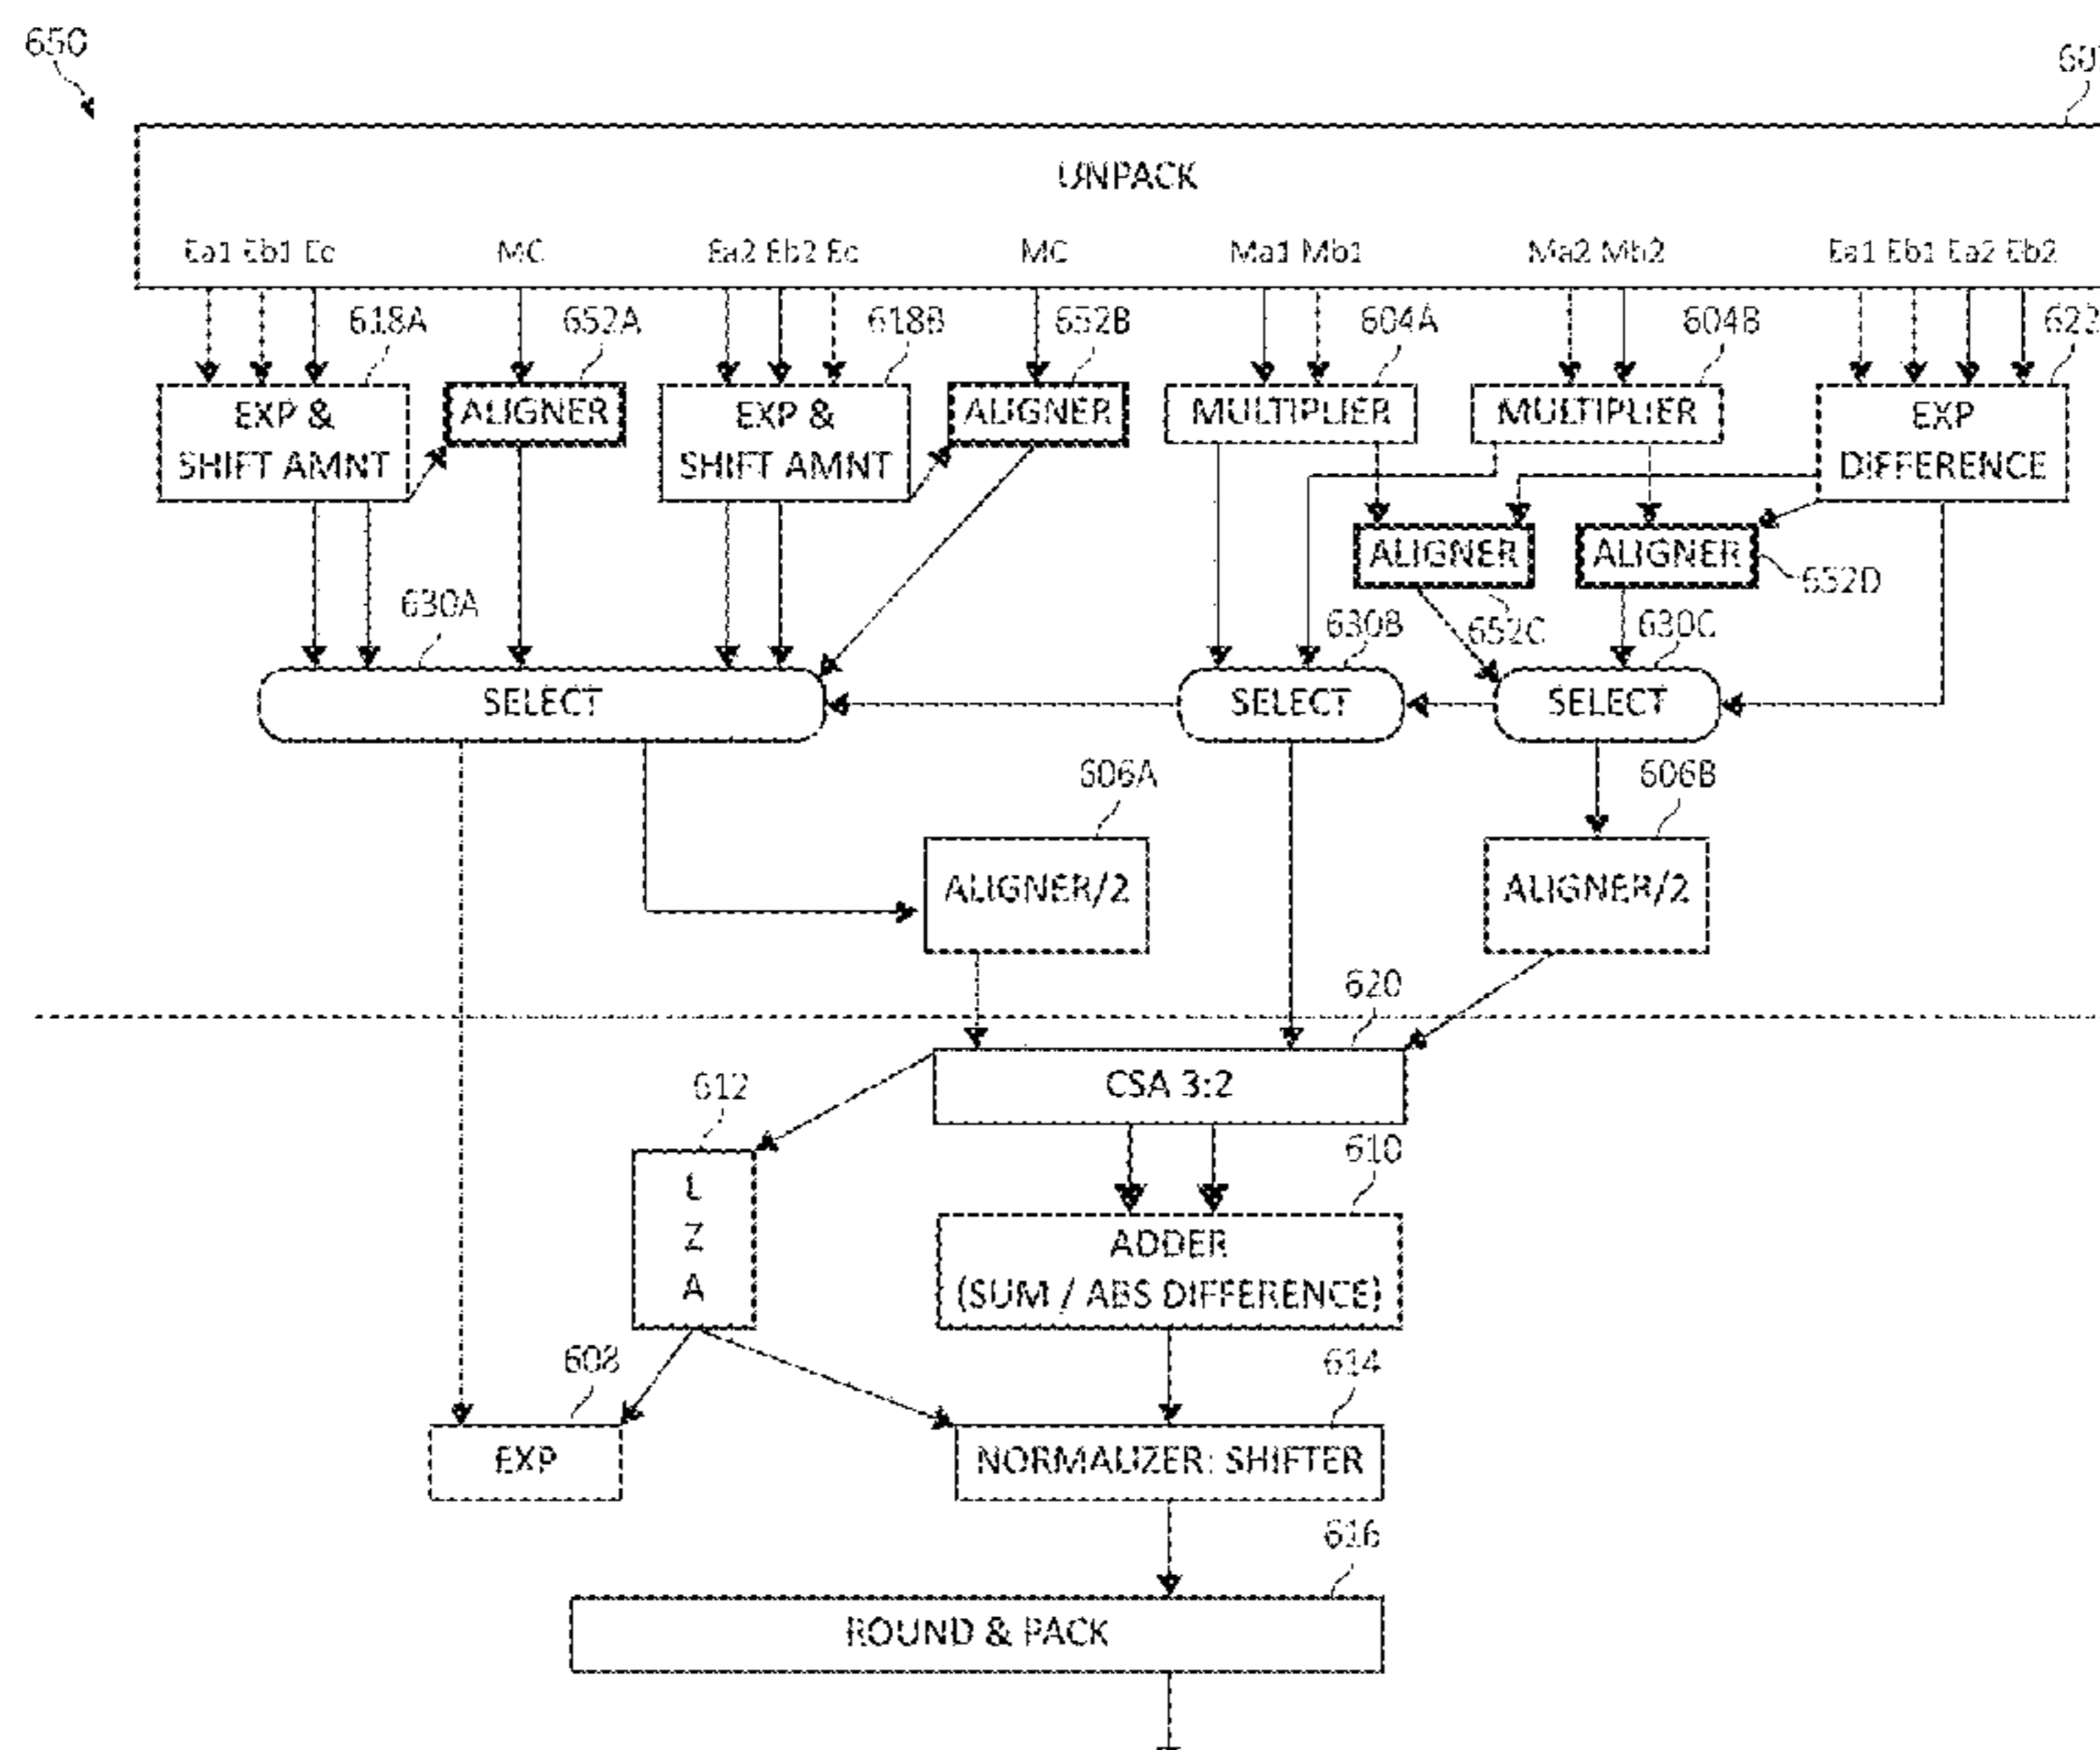 650
60
UNPACK
Ea1 Eb1 Ec MC Ea2 Eb2 Ec MC Ma1 Mb1 Ma2 Mb2 Ea1 Eb1 Ea2 Eb2
618A 652A 618B 652B 604A 604B 623
EXP & SHIFT AMNT
ALIGNER
EXP & SHIFT AMNT
ALIGNER
MULTIPLIER
MULTIPLIER
EXP DIFFERENCE
ALIGNER
ALIGNER
652D
630A
630B
652C
630C
SELECT
SELECT
SELECT
606A
606B
ALIGNER/2
ALIGNER/2
620
CSA 3:2
612
610
L
Z
A
ADDER
(SUM / ABS DIFFERENCE)
608
614
EXP
NORMALIZER: SHIFTER
616
ROUND & PACK